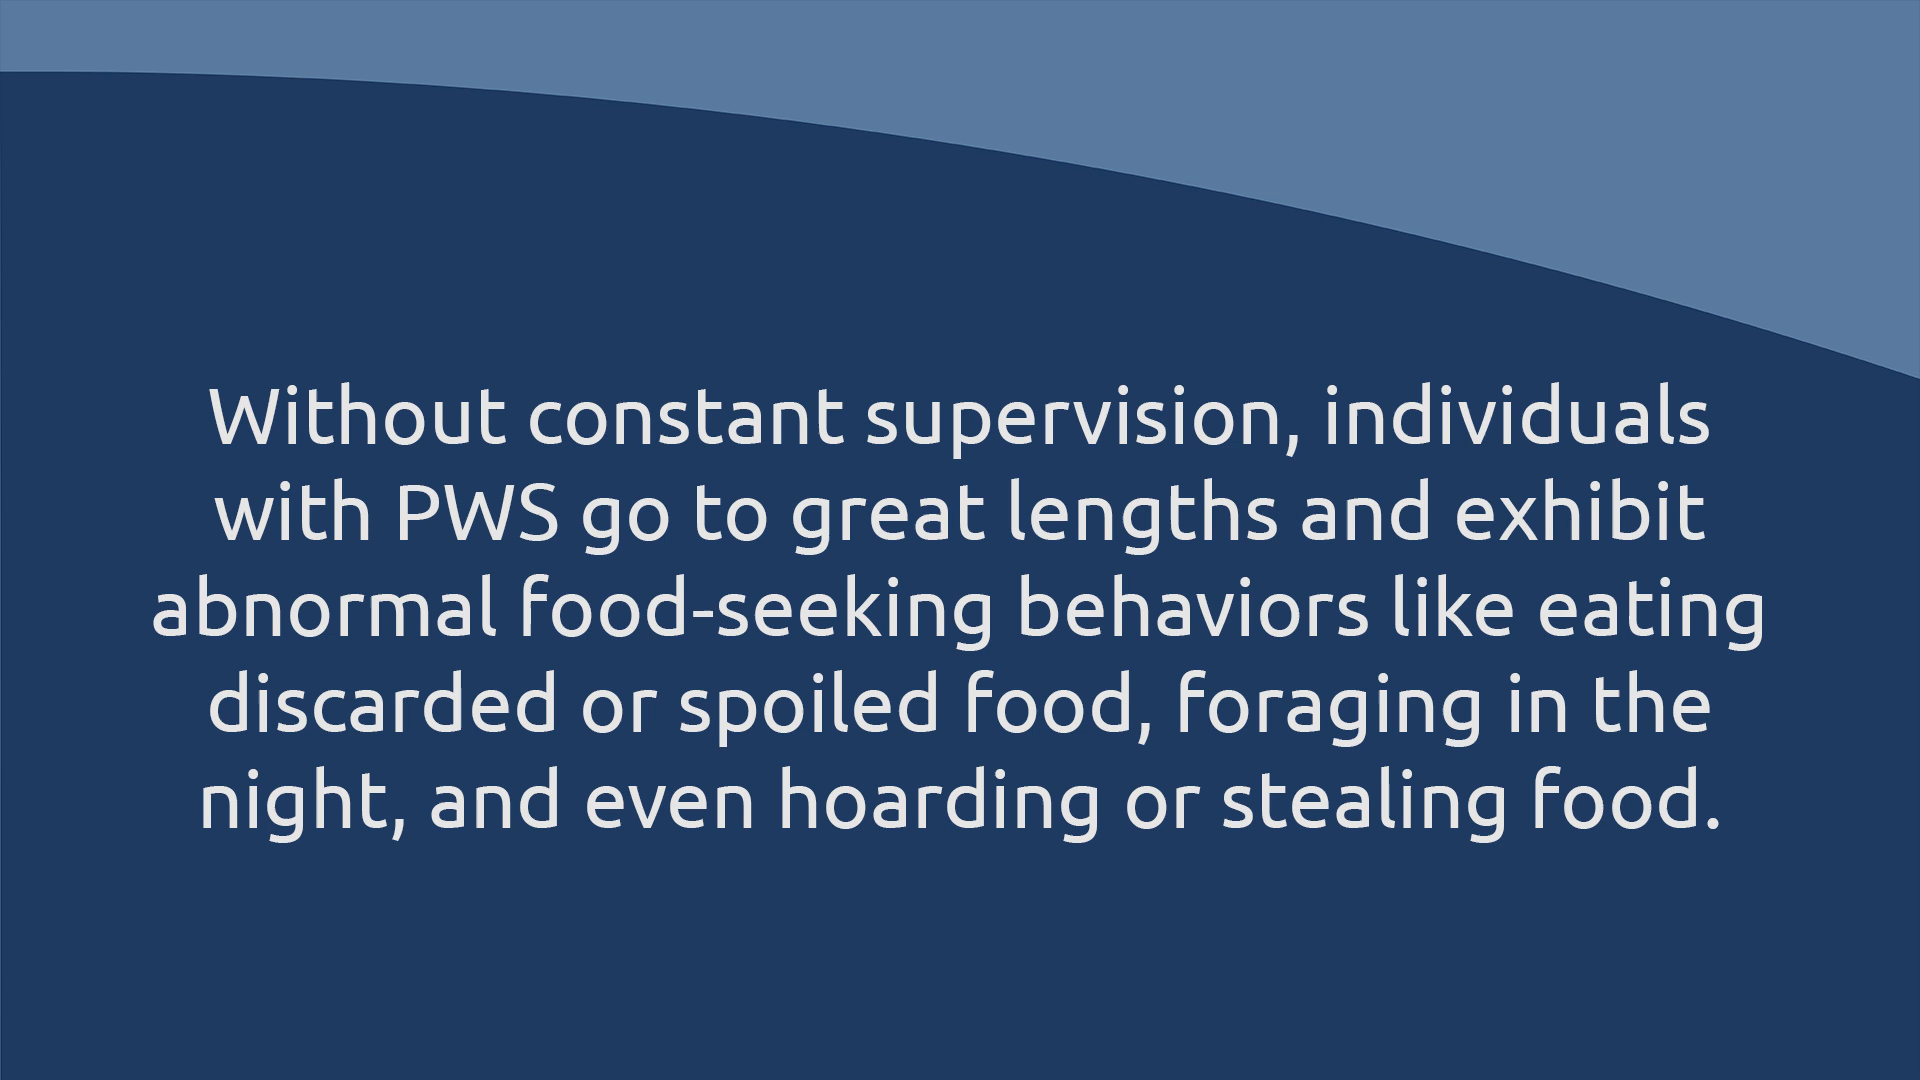 Without constant supervision, individuals
with PWS go to great lengths and exhibit
abnormal food-seeking behaviors like eating
discarded or spoiled food, foraging in the
night, and even hoarding or stealing food.